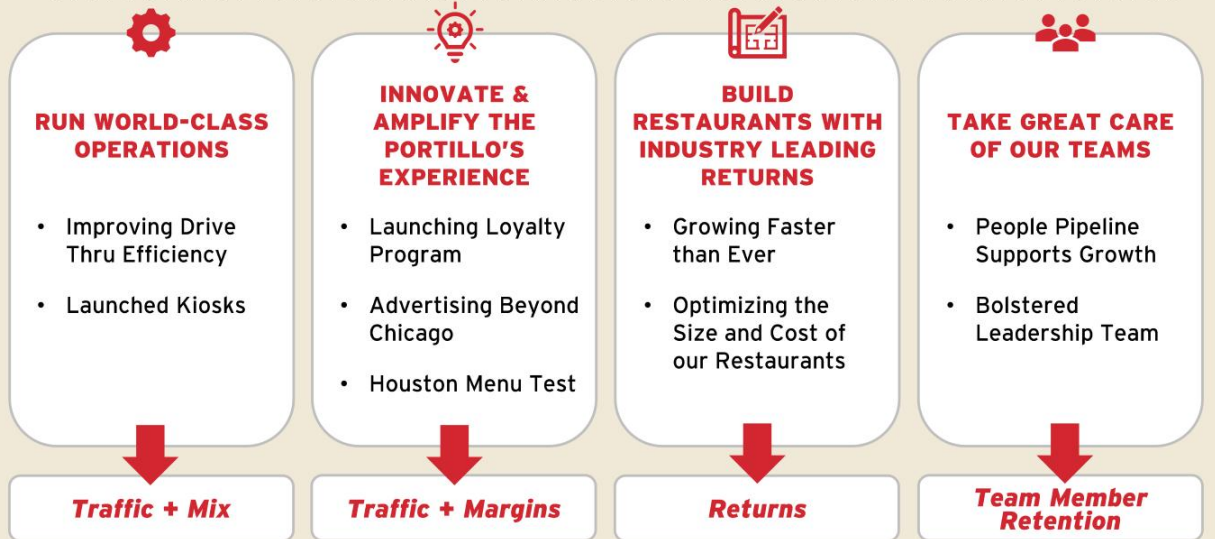 RUN WORLD-CLASS
OPERATIONS
• Improving Drive
Thru Efficiency
• Launched Kiosks
Traffic + Mix
INNOVATE &
AMPLIFY THE
PORTILLO'S
EXPERIENCE
• Launching Loyalty
Program
• Advertising Beyond
Chicago
• Houston Menu Test
Traffic + Margins
BUILD
RESTAURANTS WITH
INDUSTRY LEADING
RETURNS
• Growing Faster
than Ever
• Optimizing the
Size and Cost of
our Restaurants
Returns
TAKE GREAT CARE
OF OUR TEAMS
• People Pipeline
Supports Growth
• Bolstered
Leadership Team
Team Member
Retention